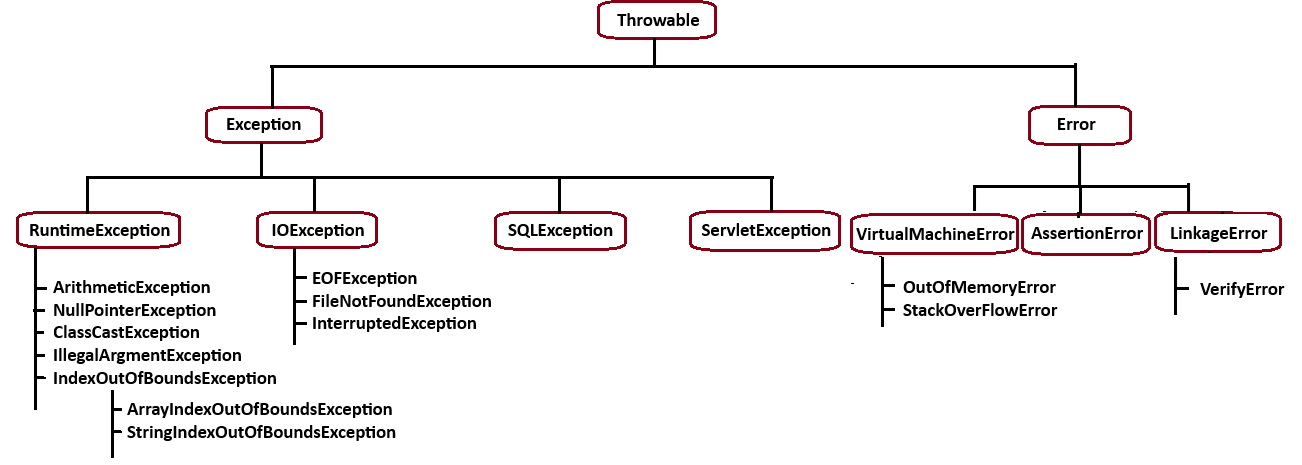 Throwable
Exception
Error
RuntimeException
IOException
SQLException
ServletException
VirtualMachineError
AssertionError
LinkageError
ArithmeticException
NullPointerException
ClassCastException
IllegalArgmentException
IndexOutOfBoundsException
ArrayIndexOutOfBoundsException
StringIndexOutOfBoundsException
EOFException
FileNotFoundException
InterruptedException
OutOfMemoryError
StackOverFlowError
VerifyError